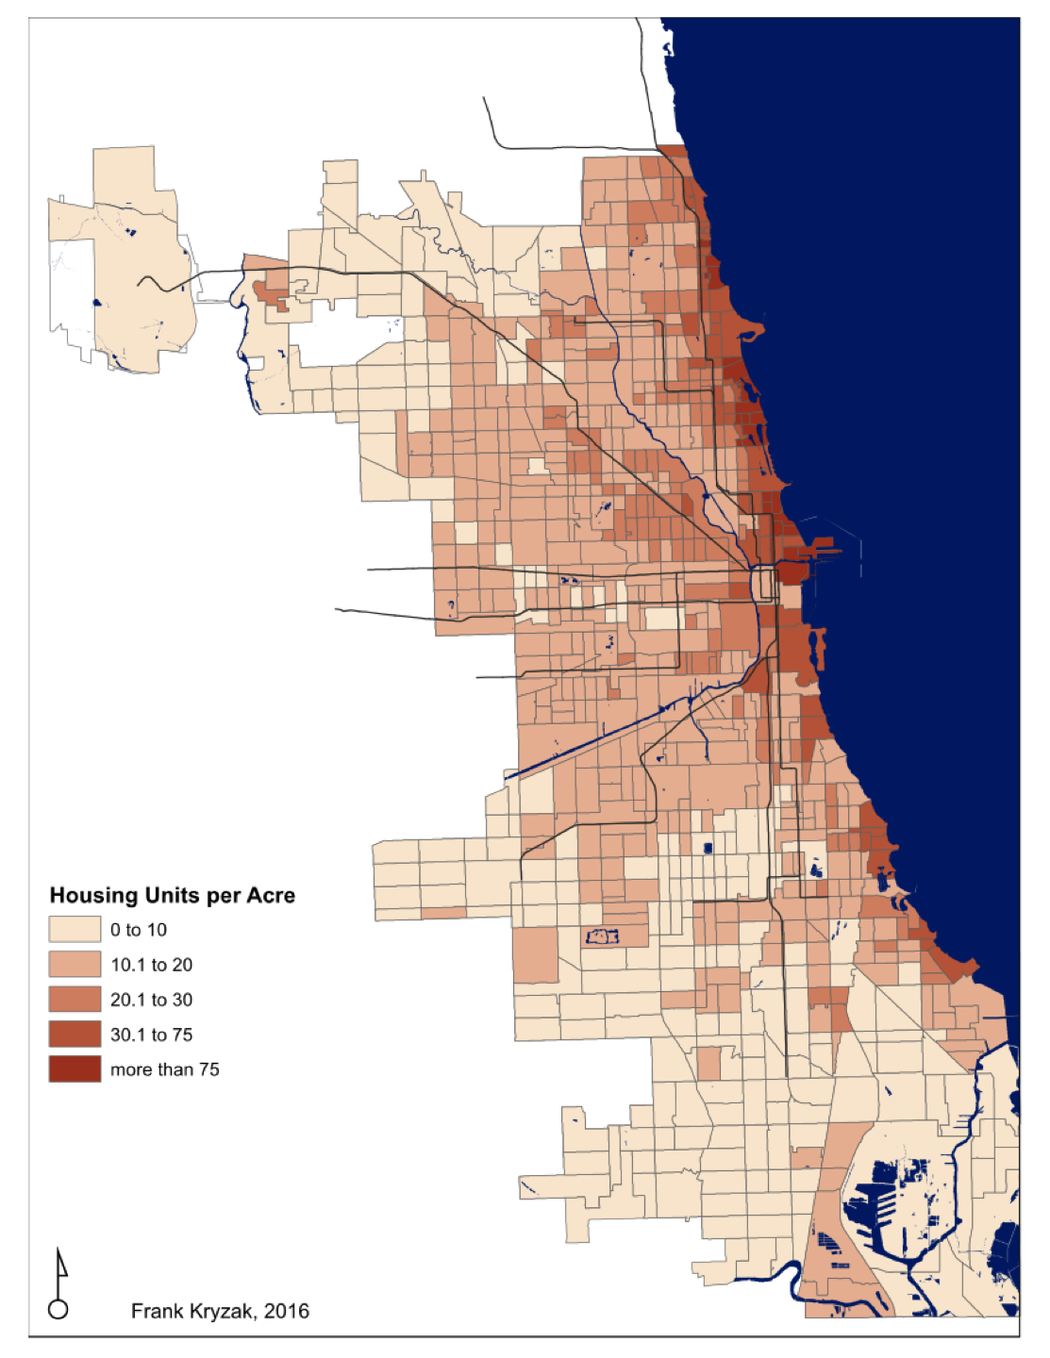 Housing Units per Acre
0 to 10
10.1 to 20
20.1 to 30
30.1 to 75
more than 75
Frank Kryzak, 2016